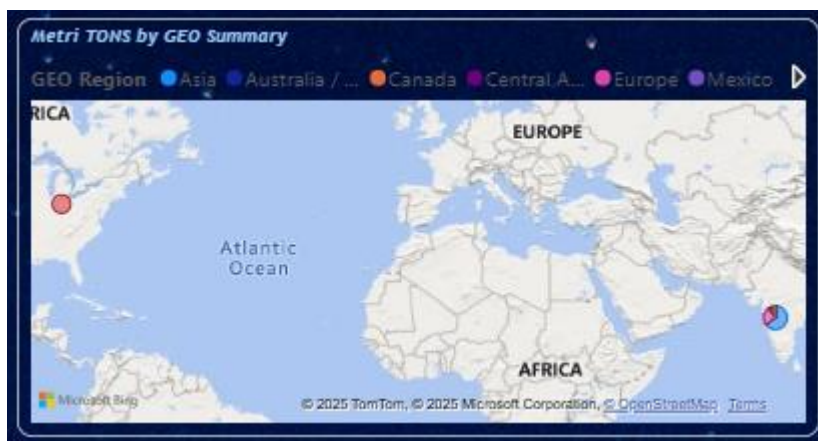 Metri TONS by GEO Summary
GEO Region Asia Australia / ... Canada Central A... Europe Mexico
RICA
EUROPE
Atlantic
Ocean
AFRICA
Microsoft Bing
© 2025 TomTom, © 2025 Microsoft Corporation, © OpenStreetMap Terms